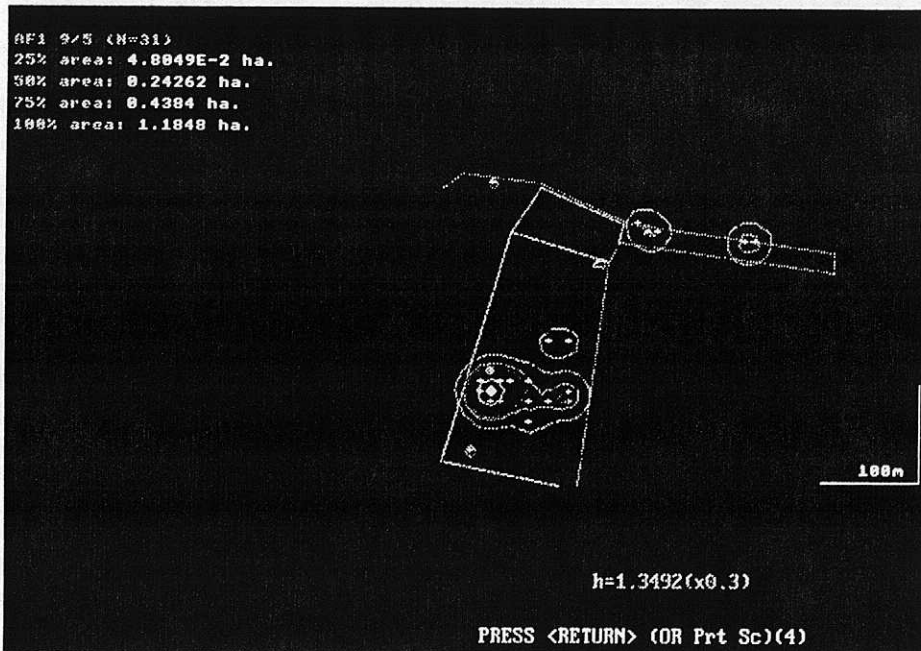 AF1 9/5 (N=31)
25% area: 4.8049E-2 ha.
50% area: 0.24262 ha.
75% area: 0.4384 ha.
100% area: 1.1848 ha.
100m
h=1.3492(x0.3)
PRESS <RETURN> (OR Prt Sc)(4)